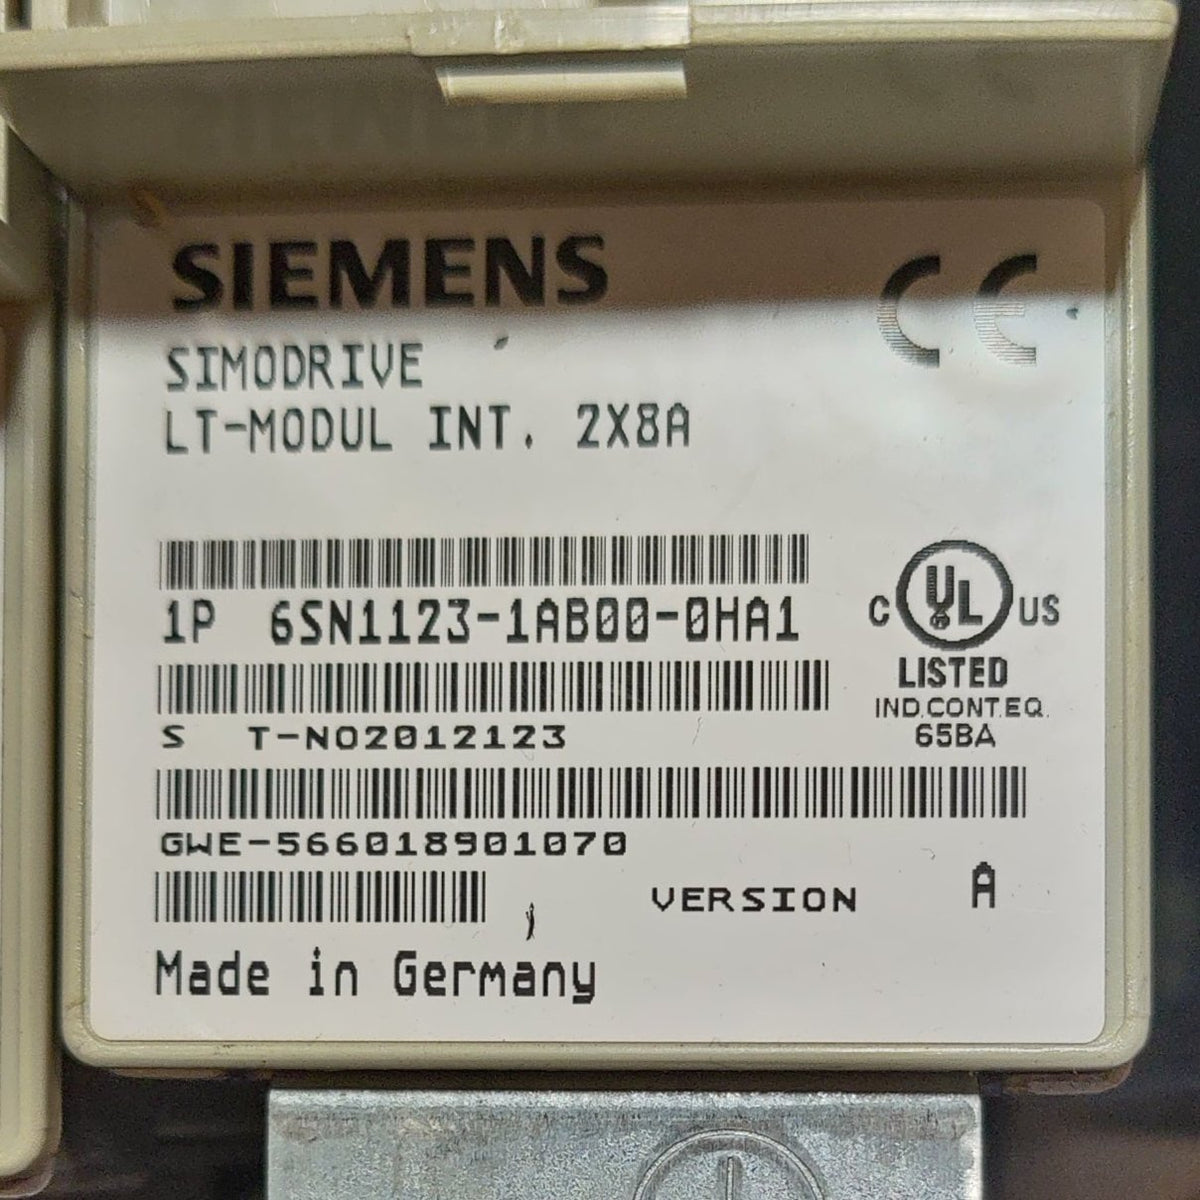 SIEMENS
CE
SIMODRIVE
LT-MODUL INT. 2X8A
1P 6SN1123-1AB00-0HA1
C UL US
LISTED
IND.CONT.EQ.
65BA
S T-NO2012123
GWE-566018901070
VERSION A
Made in Germany